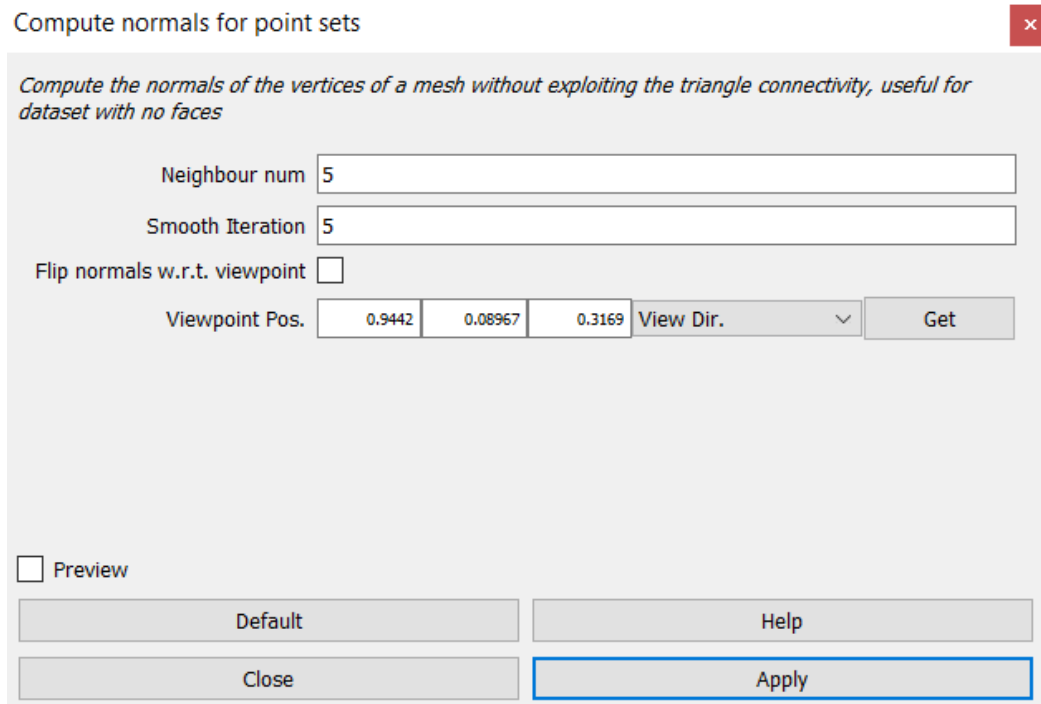 Compute normals for point sets
Compute the normals of the vertices of a mesh without exploiting the triangle connectivity, useful for
dataset with no faces
Neighbour num 5
Smooth Iteration 5
Flip normals w.r.t. viewpoint
Viewpoint Pos. 0.9442 0.08967 0.3169 View Dir. Get
Preview
Default Help
Close Apply